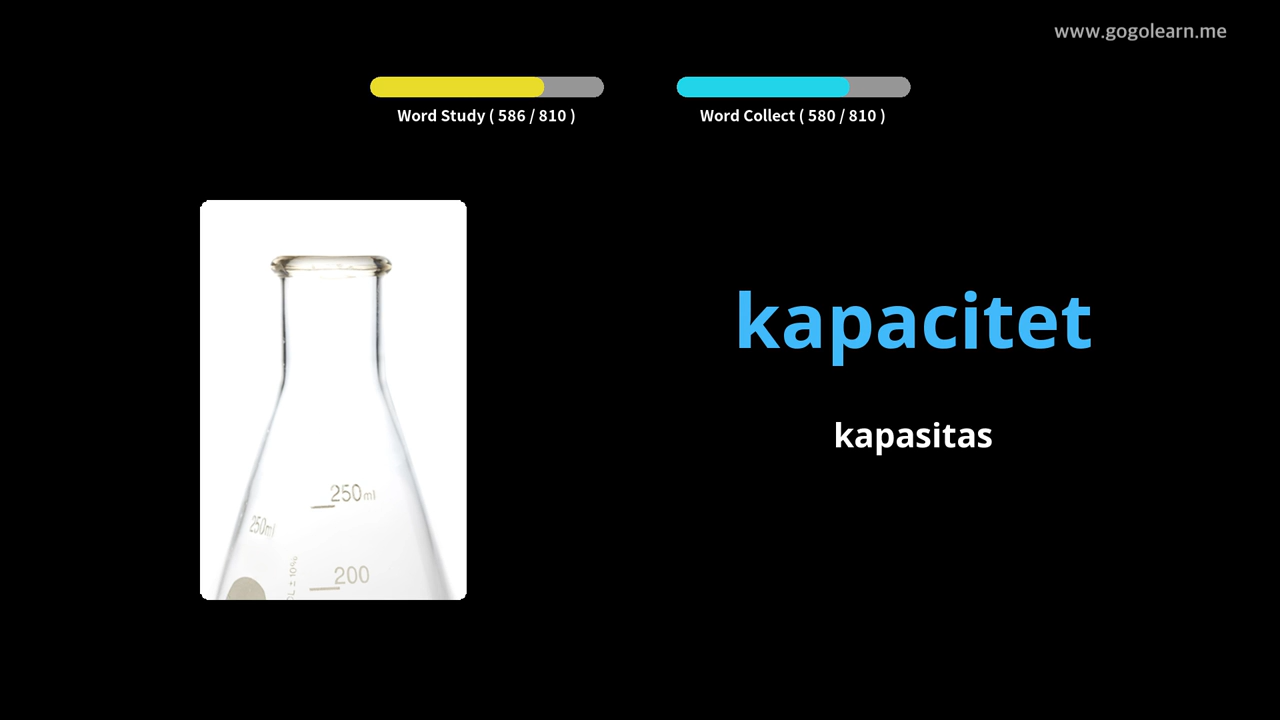 www.gogolearn.me
Word Study ( 586 / 810 )
Word Collect ( 580 / 810 )
kapacitet
kapasitas
250ml
250ml
200